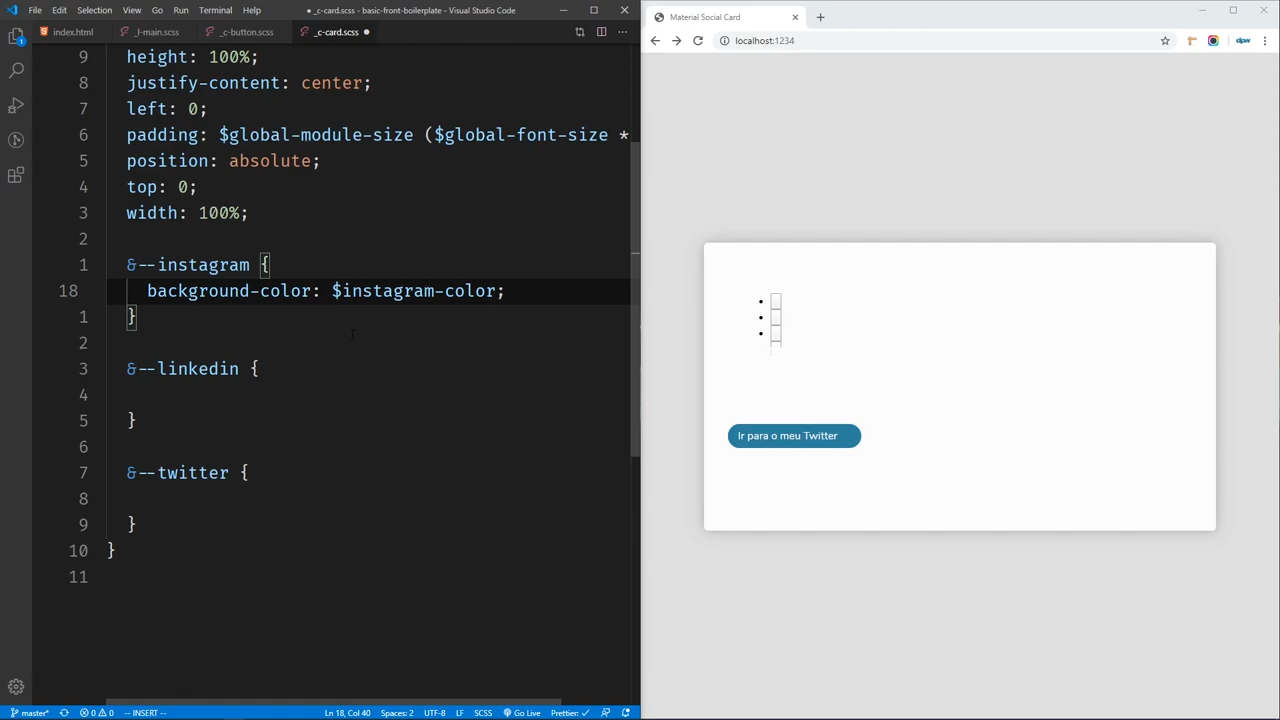 File Edit Selection View Go Run Terminal Help
●_c-card.scss - basic-front-boilerplate - Visual Studio Code
index.html
_l-main.scss
_c-button.scss
_c-card.scss ●
9 height: 100%;
8 justify-content: center;
7 left: 0;
6 padding: $global-module-size ($global-font-size *
5 position: absolute;
4 top: 0;
3 width: 100%;
2
1 &--instagram {
18 background-color: $instagram-color;
1 }
2
3 &--linkedin {
4
5 }
6
7 &--twitter {
8
9 }
10 }
11
1
master* 0 0 -- INSERT -- Ln 18, Col 40 Spaces: 2 UTF-8 LF SCSS Go Live Prettier: ✓
Material Social Card
localhost:1234
dpw
Ir para o meu Twitter